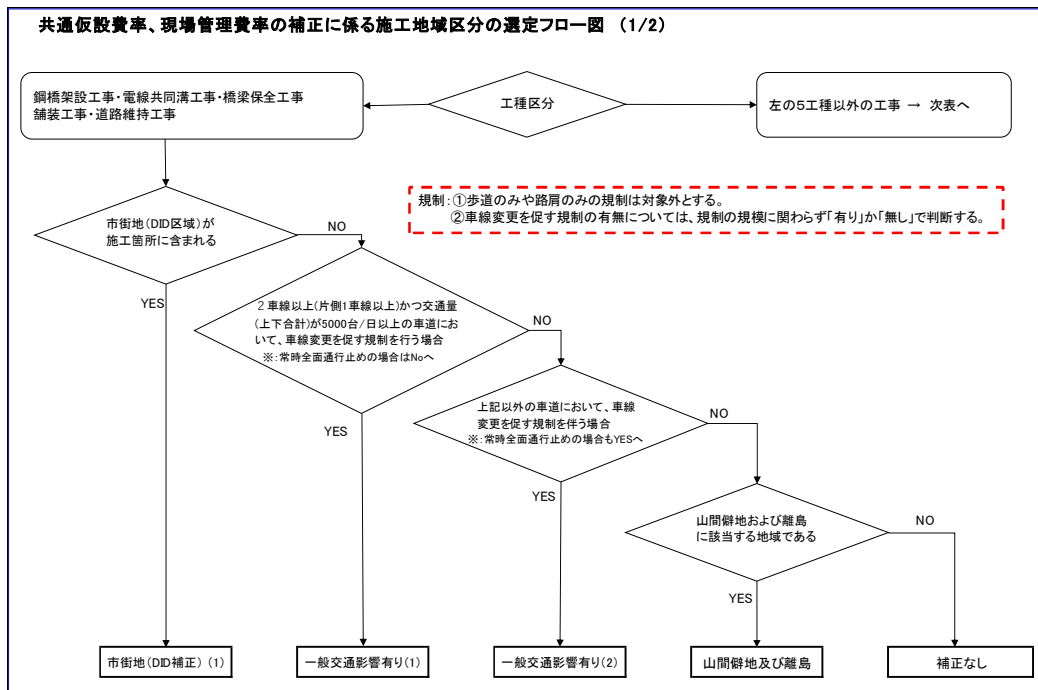 共通仮設費率、現場管理費率の補正に係る施工地域区分の選定フロー図 (1/2)
鋼橋架設工事・電線共同溝工事・橋梁保全工事
舗装工事・道路維持工事
工種区分
左の5工種以外の工事 → 次表へ
規制：①歩道のみや路肩のみの規制は対象外とする。
②車線変更を促す規制の有無については、規制の規模に関わらず「有り」か「無し」で判断する。
市街地(DID区域)が
施工箇所に含まれる
NO
YES
２車線以上(片側1車線以上)かつ交通量
(上下合計)が5000台/日以上の車道にお
いて、車線変更を促す規制を行う場合
※：常時全面通行止めの場合はNoへ
NO
YES
上記以外の車道において、車線
変更を促す規制を伴う場合
※：常時全面通行止めの場合もYESへ
NO
YES
山間僻地および離島
に該当する地域である
NO
YES
市街地(DID補正) (1)
一般交通影響有り(1)
一般交通影響有り(2)
山間僻地及び離島
補正なし